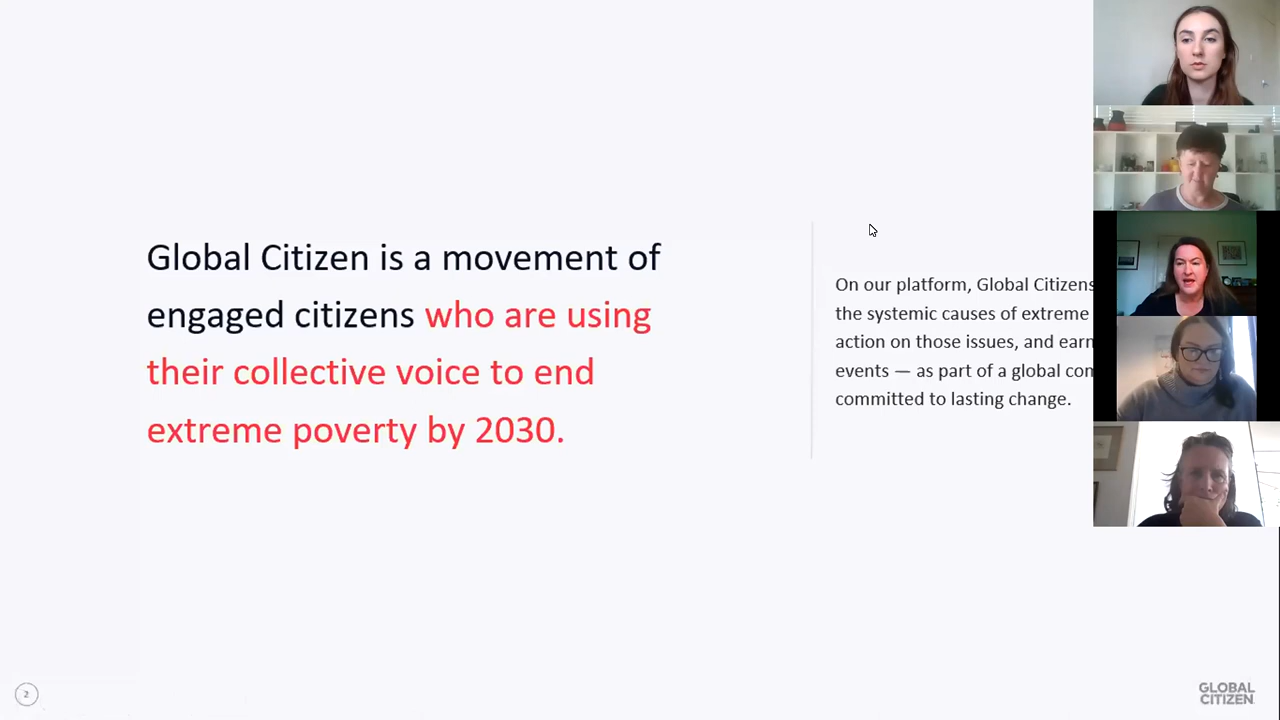 Global Citizen is a movement of
engaged citizens who are using
their collective voice to end
extreme poverty by 2030.
On our platform, Global Citizens
the systemic causes of extreme
action on those issues, and earn
events — as part of a global
committed to lasting change.
2
GLOBAL
CITIZEN